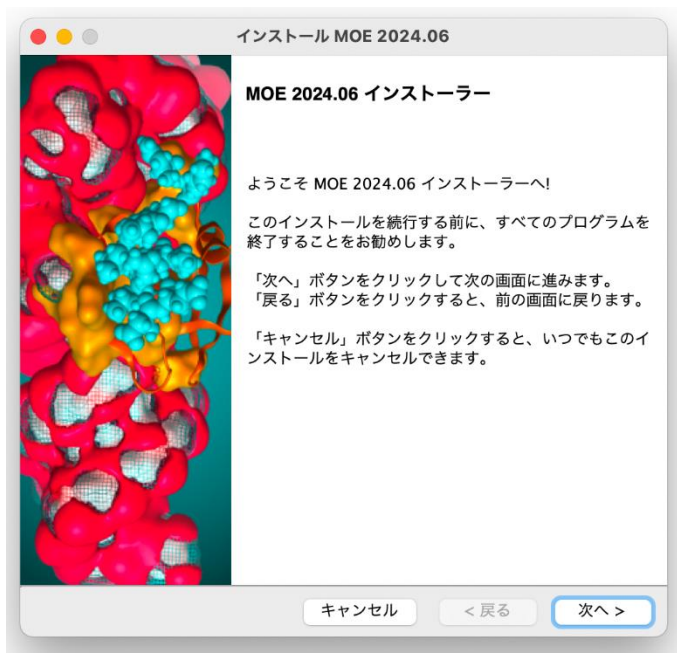 インストール MOE 2024.06
MOE 2024.06 インストーラー
ようこそ MOE 2024.06 インストーラーへ!
このインストールを続行する前に、すべてのプログラムを
終了することをお勧めします。
「次へ」ボタンをクリックして次の画面に進みます。
「戻る」ボタンをクリックすると、前の画面に戻ります。
「キャンセル」ボタンをクリックすると、いつでもこのイ
ンストールをキャンセルできます。
キャンセル
< 戻る
次へ >